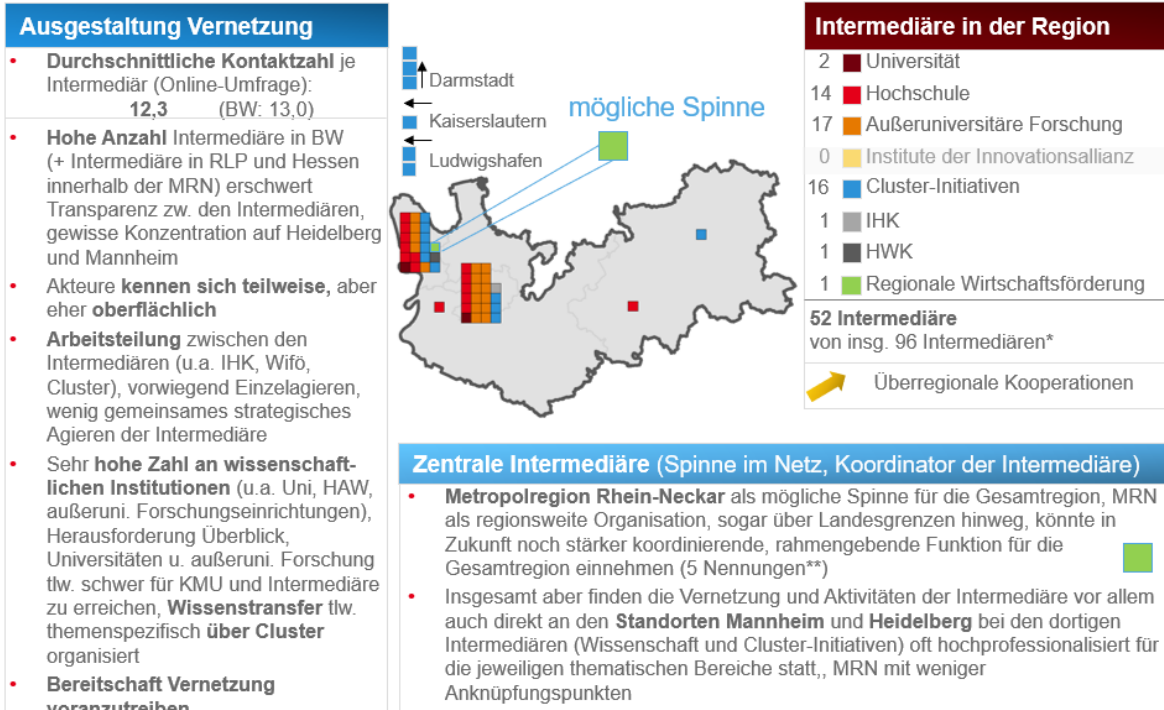 Ausgestaltung Vernetzung
• Durchschnittliche Kontaktzahl je
Intermediär (Online-Umfrage):
12,3 (BW: 13,0)
• Hohe Anzahl Intermediäre in BW
(+ Intermediäre in RLP und Hessen
innerhalb der MRN) erschwert
Transparenz zw. den Intermediären,
gewisse Konzentration auf Heidelberg
und Mannheim
• Akteure kennen sich teilweise, aber
eher oberflächlich
• Arbeitsteilung zwischen den
Intermediären (u.a. IHK, Wifö,
Cluster), vorwiegend Einzelagieren,
wenig gemeinsames strategisches
Agieren der Intermediäre
• Sehr hohe Zahl an wissenschaft-
lichen Institutionen (u.a. Uni, HAW,
außeruni. Forschungseinrichtungen),
Herausforderung Überblick,
Universitäten u. außeruni. Forschung
tlw. schwer für KMU und Intermediäre
zu erreichen, Wissenstransfer tlw.
themenspezifisch über Cluster
organisiert
• Bereitschaft Vernetzung
voranzutreiben
Darmstadt
Kaiserslautern
Ludwigshafen
mögliche Spinne
Intermediäre in der Region
2 Universität
14 Hochschule
17 Außeruniversitäre Forschung
0 Institute der Innovationsallianz
16 Cluster-Initiativen
1 IHK
1 HWK
1 Regionale Wirtschaftsförderung
52 Intermediäre
von insg. 96 Intermediären*
Überregionale Kooperationen
Zentrale Intermediäre (Spinne im Netz, Koordinator der Intermediäre)
• Metropolregion Rhein-Neckar als mögliche Spinne für die Gesamtregion, MRN
als regionsweite Organisation, sogar über Landesgrenzen hinweg, könnte in
Zukunft noch stärker koordinierende, rahmengebende Funktion für die
Gesamtregion einnehmen (5 Nennungen**)
• Insgesamt aber finden die Vernetzung und Aktivitäten der Intermediäre vor allem
auch direkt an den Standorten Mannheim und Heidelberg bei den dortigen
Intermediären (Wissenschaft und Cluster-Initiativen) oft hochprofessionalisiert für
die jeweiligen thematischen Bereiche statt,, MRN mit weniger
Anknüpfungspunkten